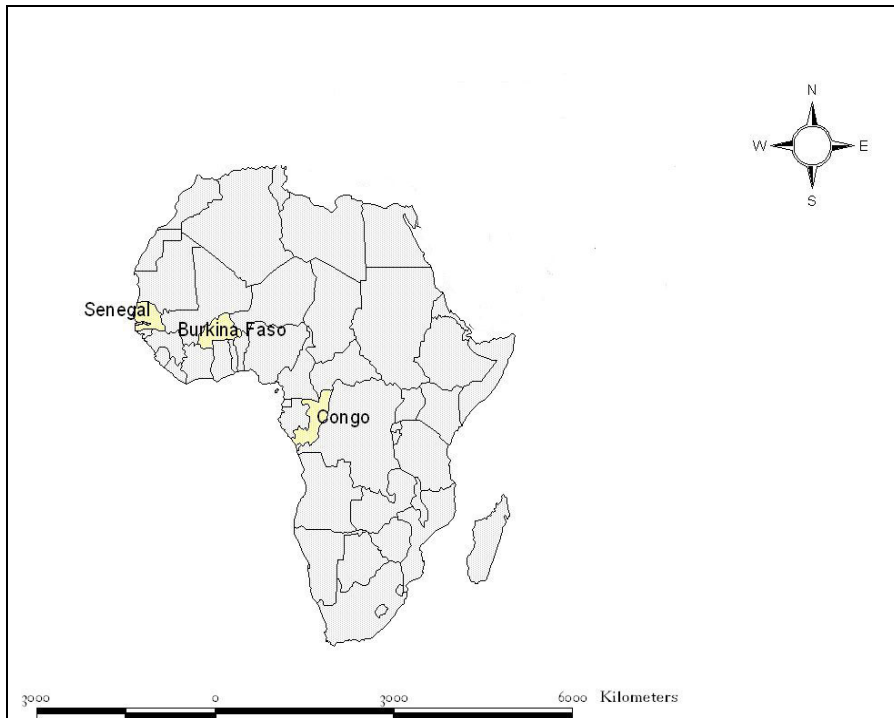 N
W E
S
Senegal
Burkina Faso
Congo
3000 0 3000 6000 Kilometers